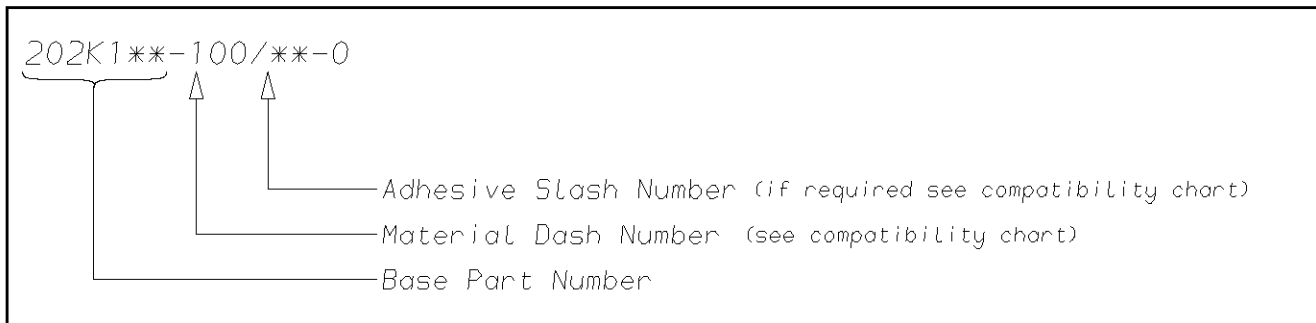 202K1**-100/**-0
Adhesive Slash Number (if required see compatibility chart)
Material Dash Number (see compatibility chart)
Base Part Number